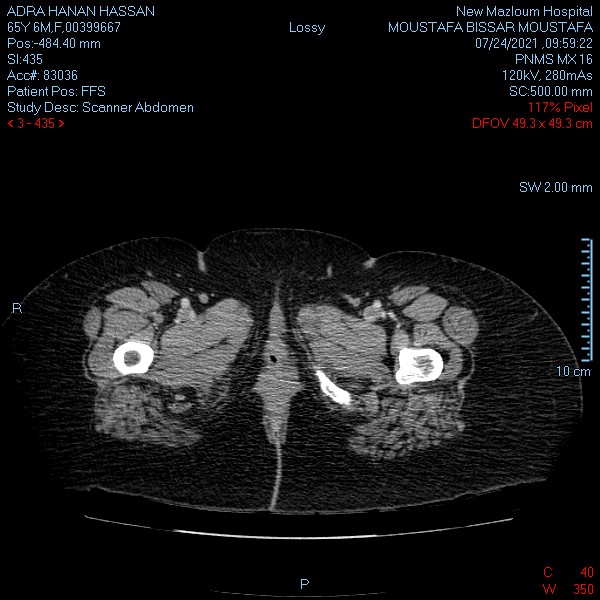 ADRA HANAN HASSAN
65Y 6M,F,00399667
Pos:-484.40 mm
SI:435
Acc#: 83036
Patient Pos: FFS
Study Desc: Scanner Abdomen
< 3 - 435 >
Lossy
New Mazloum Hospital
MOUSTAFA BISSAR MOUSTAFA
07/24/2021 ,09:59:22
PNMS MX 16
120kV, 280mAs
SC:500.00 mm
117% Pixel
DFOV 49.3 x 49.3 cm
SW 2.00 mm
R
10 cm
P
C 40
W 350